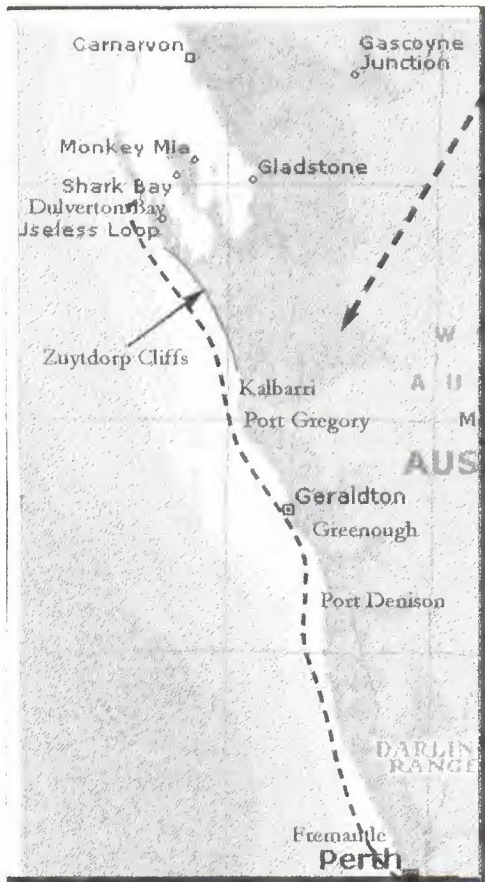 Carnarvon
Gascoyne
Junction
Monkey Mia
Gladstone
Shark Bay
Dulverton Bay
Useless Loop
Zuytdorp Cliffs
W
Kalbarri
A U
Port Gregory
M
AUS
Geraldton
Greenough
Port Denison
DARLIN
RANGE
Fremantle
Perth